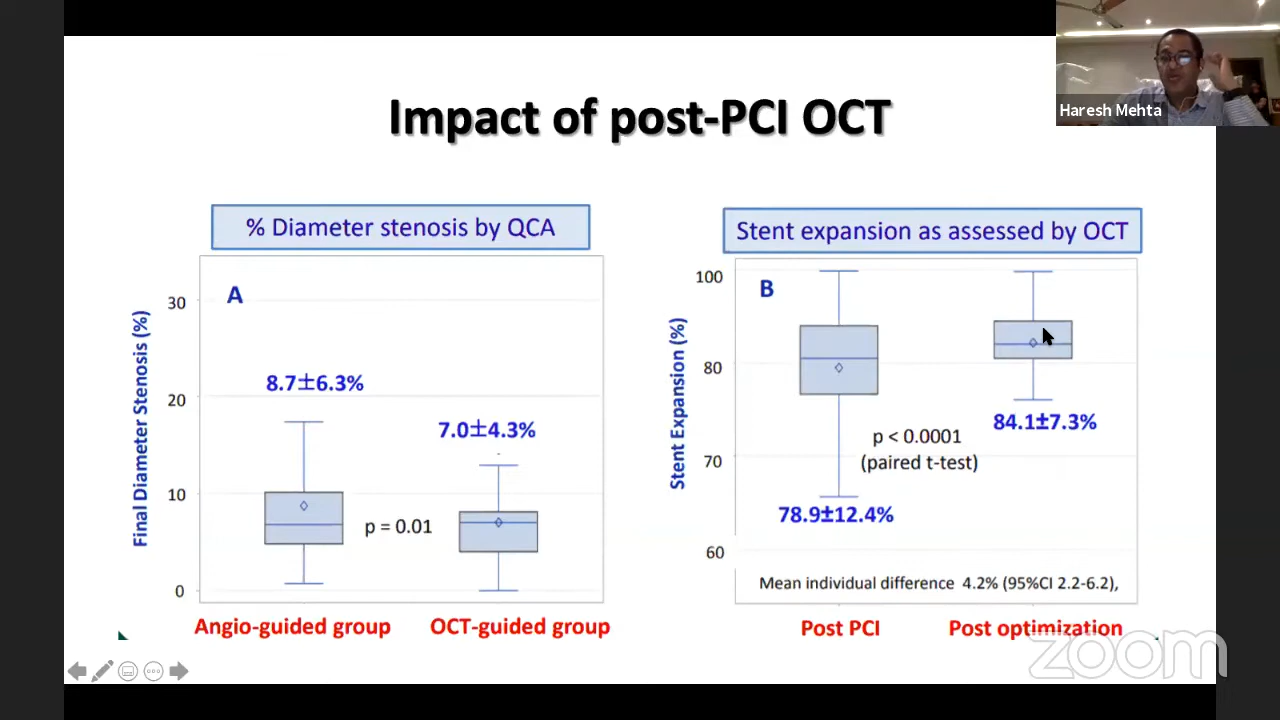 Haresh Mehta
Impact of post-PCI OCT
% Diameter stenosis by QCA
A
Final Diameter Stenosis (%)
30
20
10
0
8.7±6.3%
7.0±4.3%
p = 0.01
Angio-guided group
OCT-guided group
Stent expansion as assessed by OCT
B
Stent Expansion (%)
100
80
70
60
84.1±7.3%
p < 0.0001
(paired t-test)
78.9±12.4%
Mean individual difference 4.2% (95%CI 2.2-6.2),
Post PCI
Post optimization
zoom